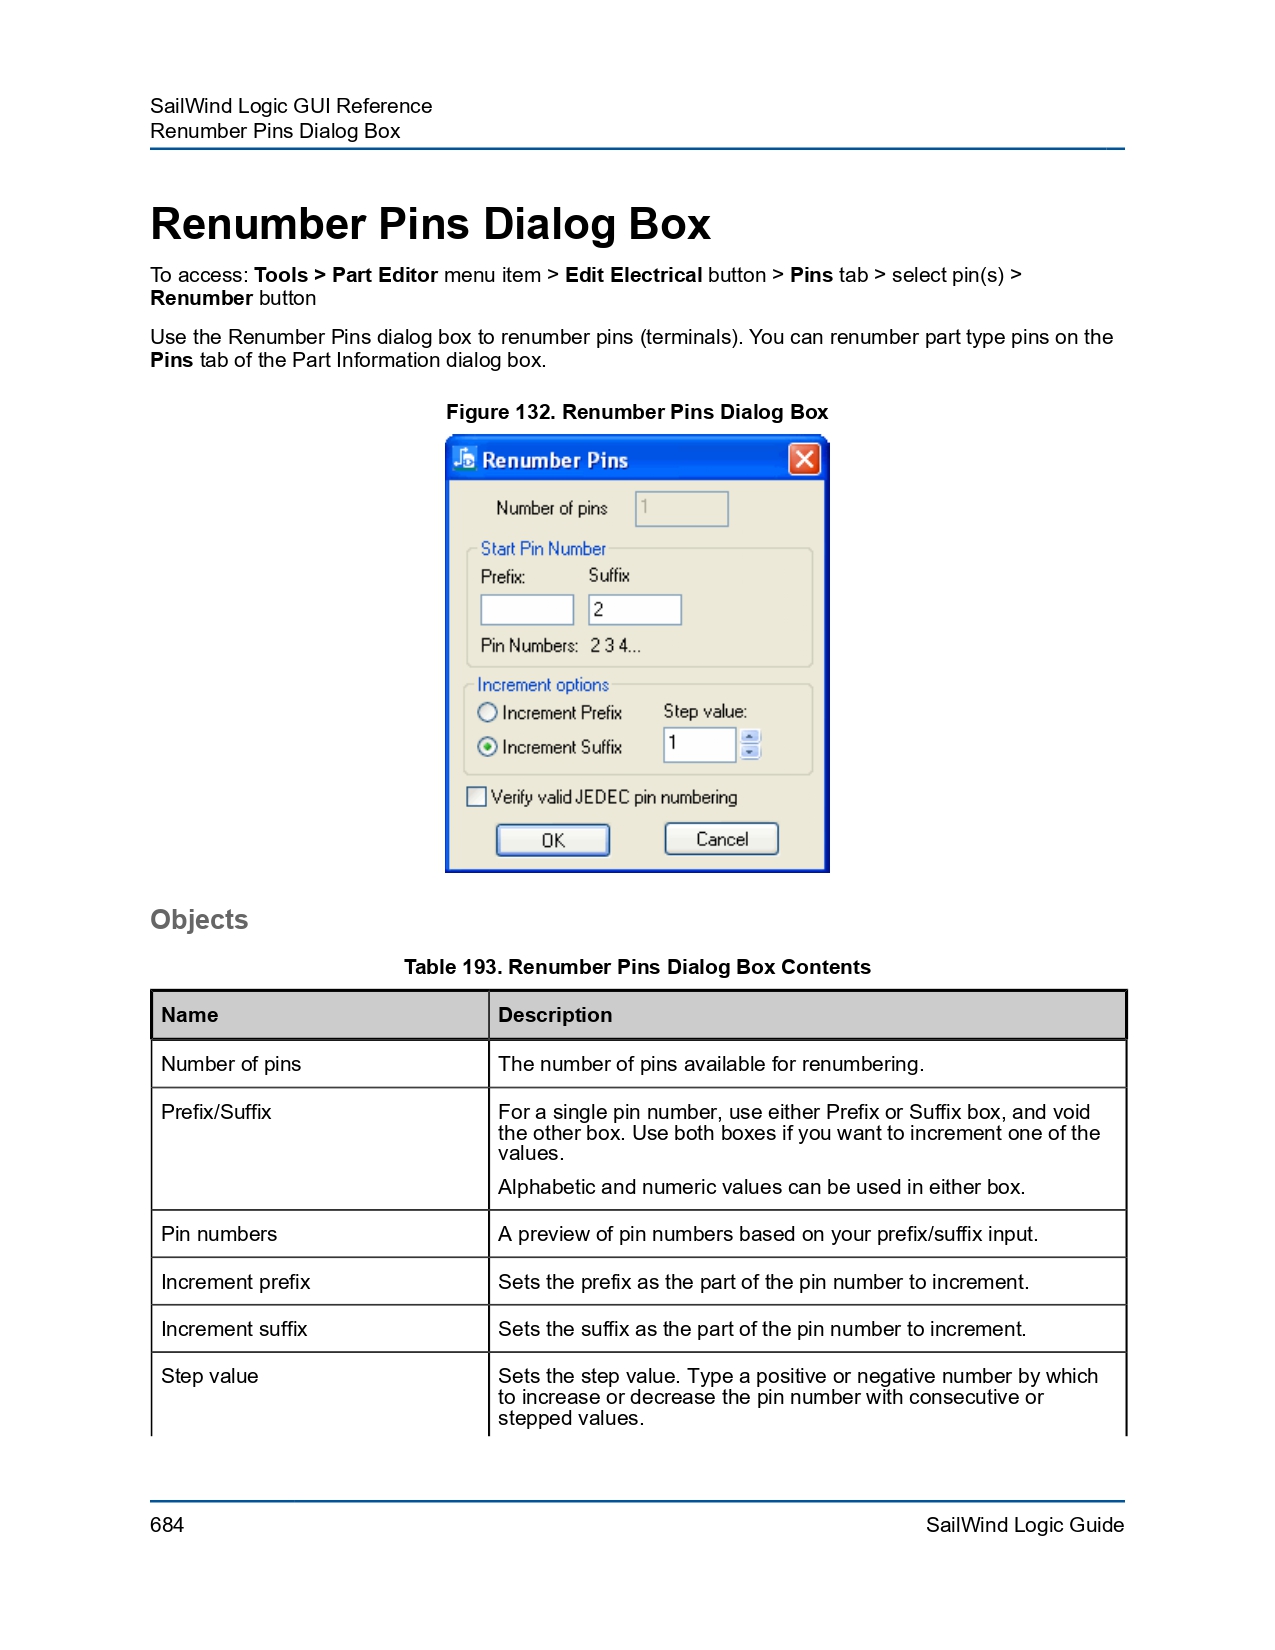 SailWind Logic GUI Reference
Renumber Pins Dialog Box
Renumber Pins Dialog Box
To access: Tools > Part Editor menu item > Edit Electrical button > Pins tab > select pin(s) >
Renumber button
Use the Renumber Pins dialog box to renumber pins (terminals). You can renumber part type pins on the
Pins tab of the Part Information dialog box.
Figure 132. Renumber Pins Dialog Box
Renumber Pins
Number of pins 1
Start Pin Number
Prefix: Suffix
2
Pin Numbers: 2 3 4...
Increment options
Increment Prefix Step value:
Increment Suffix 1
Verify valid JEDEC pin numbering
OK Cancel
Objects
Table 193. Renumber Pins Dialog Box Contents
Name Description
Number of pins The number of pins available for renumbering.
Prefix/Suffix For a single pin number, use either Prefix or Suffix box, and void
the other box. Use both boxes if you want to increment one of the
values.
Alphabetic and numeric values can be used in either box.
Pin numbers A preview of pin numbers based on your prefix/suffix input.
Increment prefix Sets the prefix as the part of the pin number to increment.
Increment suffix Sets the suffix as the part of the pin number to increment.
Step value Sets the step value. Type a positive or negative number by which
to increase or decrease the pin number with consecutive or
stepped values.
684 SailWind Logic Guide